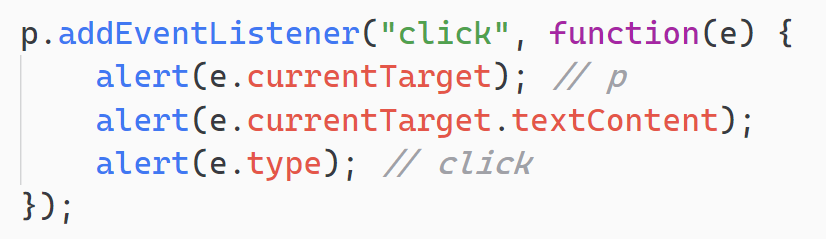 p.addEventListener("click", function(e) {
    alert(e.currentTarget); // p
    alert(e.currentTarget.textContent);
    alert(e.type); // click
});